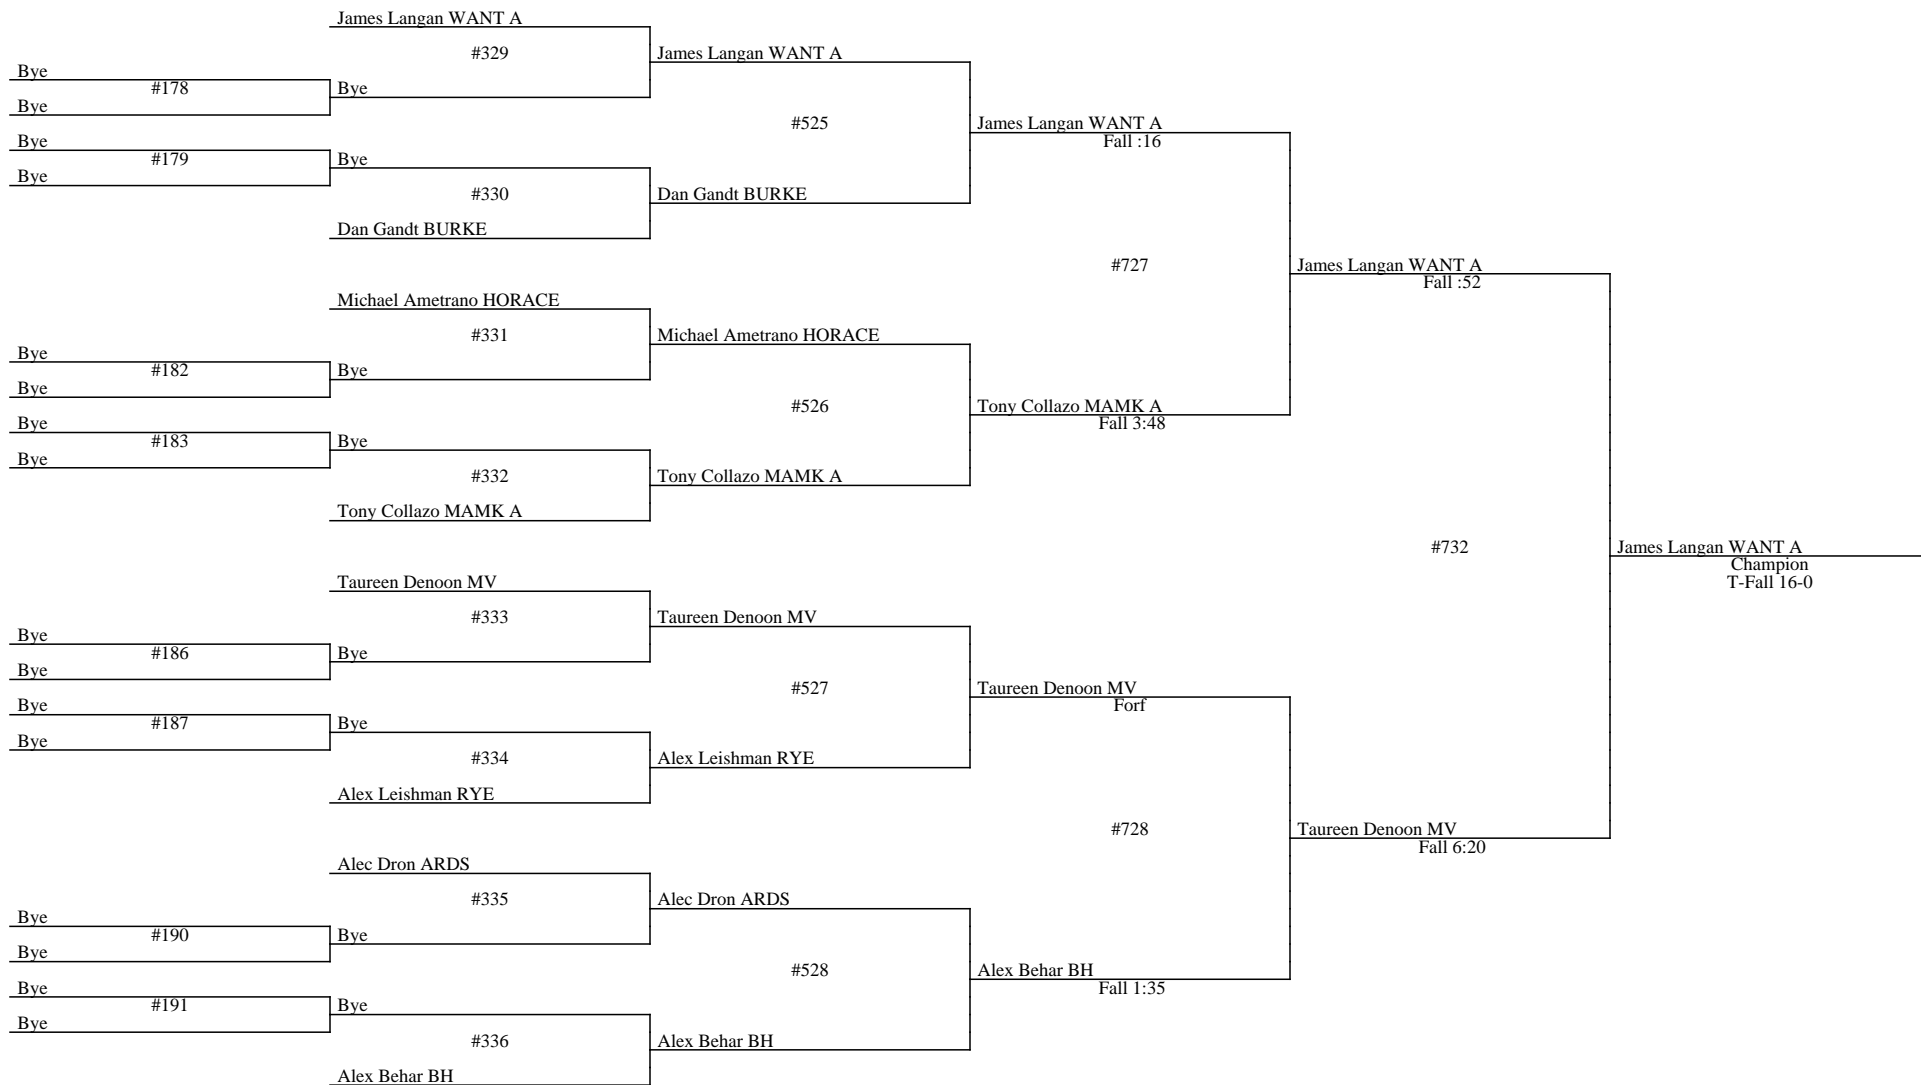 James Langan WANT A
#329
James Langan WANT A
Bye
#178
Bye
Bye
#525
James Langan WANT A
Fall :16
Bye
#179
Bye
Bye
#330
Dan Gandt BURKE
Dan Gandt BURKE
#727
James Langan WANT A
Fall :52
Michael Ametrano HORACE
#331
Michael Ametrano HORACE
Bye
#182
Bye
Bye
#526
Tony Collazo MAMK A
Fall 3:48
Bye
#183
Bye
Bye
#332
Tony Collazo MAMK A
Tony Collazo MAMK A
#732
James Langan WANT A
Champion
T-Fall 16-0
Taureen Denoon MV
#333
Taureen Denoon MV
Bye
#186
Bye
Bye
#527
Taureen Denoon MV
Forf
Bye
#187
Bye
Bye
#334
Alex Leishman RYE
Alex Leishman RYE
#728
Taureen Denoon MV
Fall 6:20
Alec Dron ARDS
#335
Alec Dron ARDS
Bye
#190
Bye
Bye
#528
Alex Behar BH
Fall 1:35
Bye
#191
Bye
Bye
#336
Alex Behar BH
Alex Behar BH